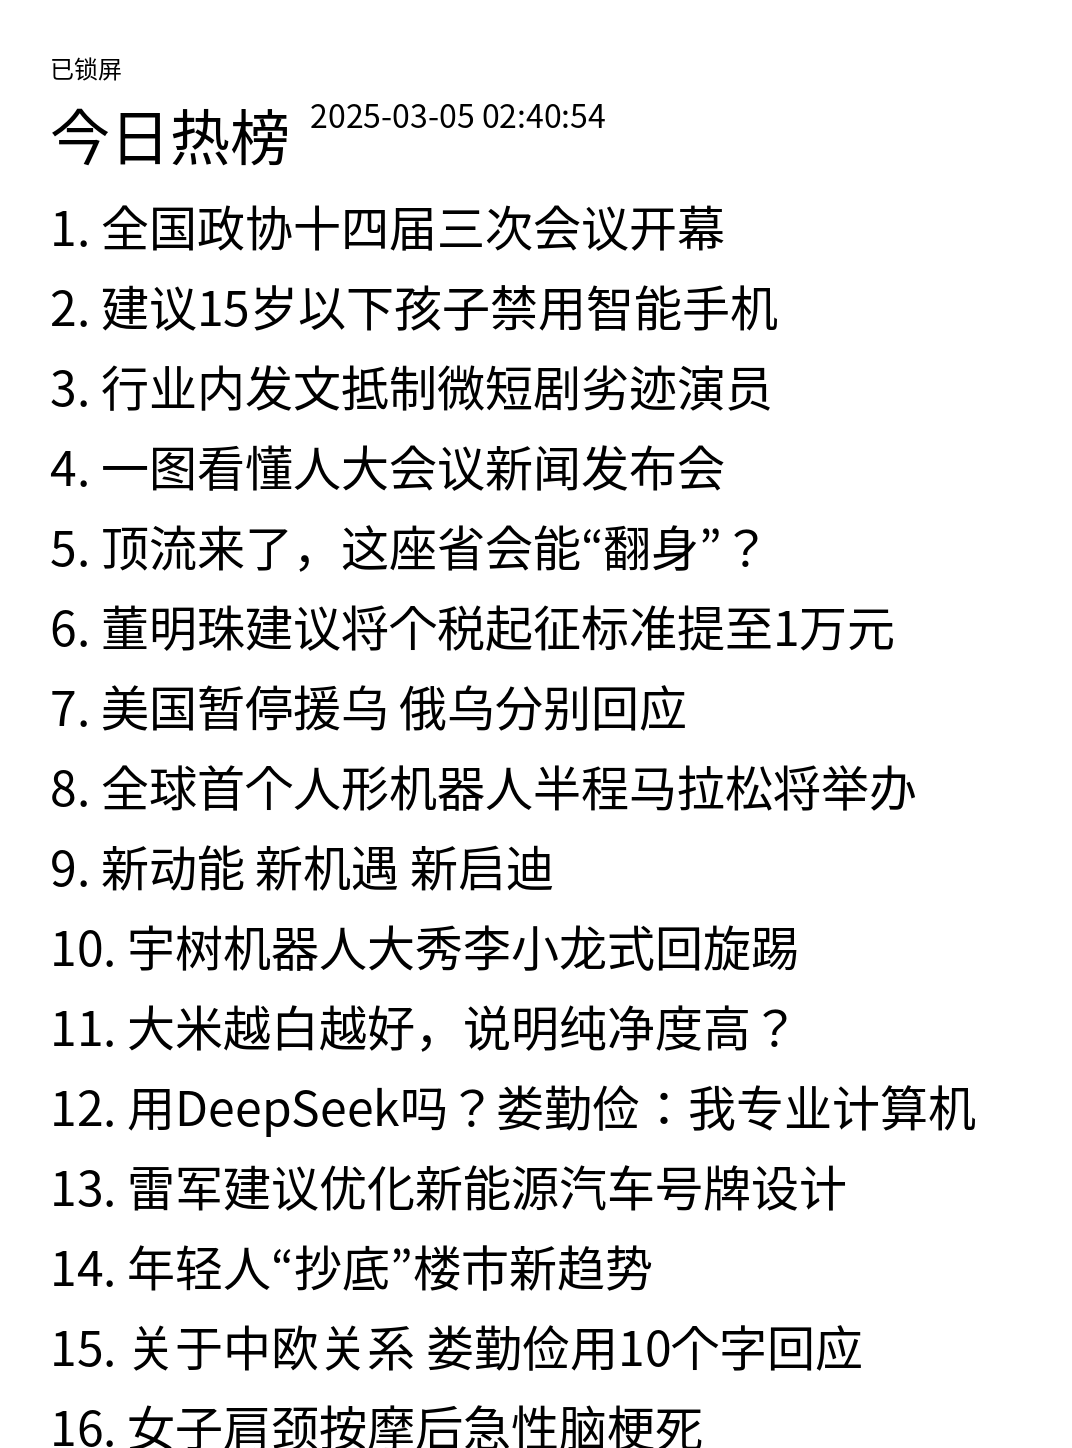 已锁屏
今日热榜 2025-03-05 02:40:54
1. 全国政协十四届三次会议开幕
2. 建议15岁以下孩子禁用智能手机
3. 行业内发文抵制微短剧劣迹演员
4. 一图看懂人大会议新闻发布会
5. 顶流来了，这座省会能“翻身”？
6. 董明珠建议将个税起征标准提至1万元
7. 美国暂停援乌 俄乌分别回应
8. 全球首个人形机器人半程马拉松将举办
9. 新动能 新机遇 新启迪
10. 宇树机器人大秀李小龙式回旋踢
11. 大米越白越好，说明纯净度高？
12. 用DeepSeek吗？娄勤俭：我专业计算机
13. 雷军建议优化新能源汽车号牌设计
14. 年轻人“抄底”楼市新趋势
15. 关于中欧关系 娄勤俭用10个字回应
16. 女子肩颈按摩后急性脑梗死